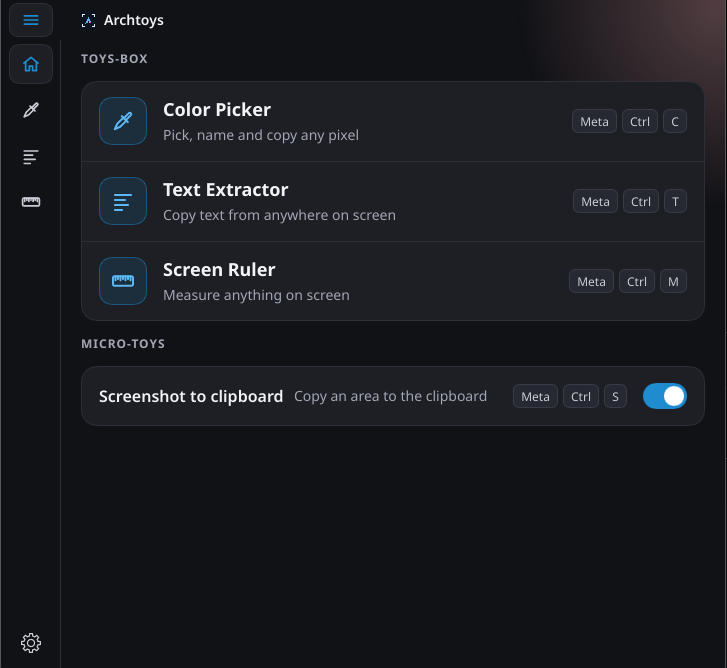 Archtoys
TOYS-BOX
Color Picker
Pick, name and copy any pixel
Meta Ctrl C
Text Extractor
Copy text from anywhere on screen
Meta Ctrl T
Screen Ruler
Measure anything on screen
Meta Ctrl M
MICRO-TOYS
Screenshot to clipboard Copy an area to the clipboard Meta Ctrl S